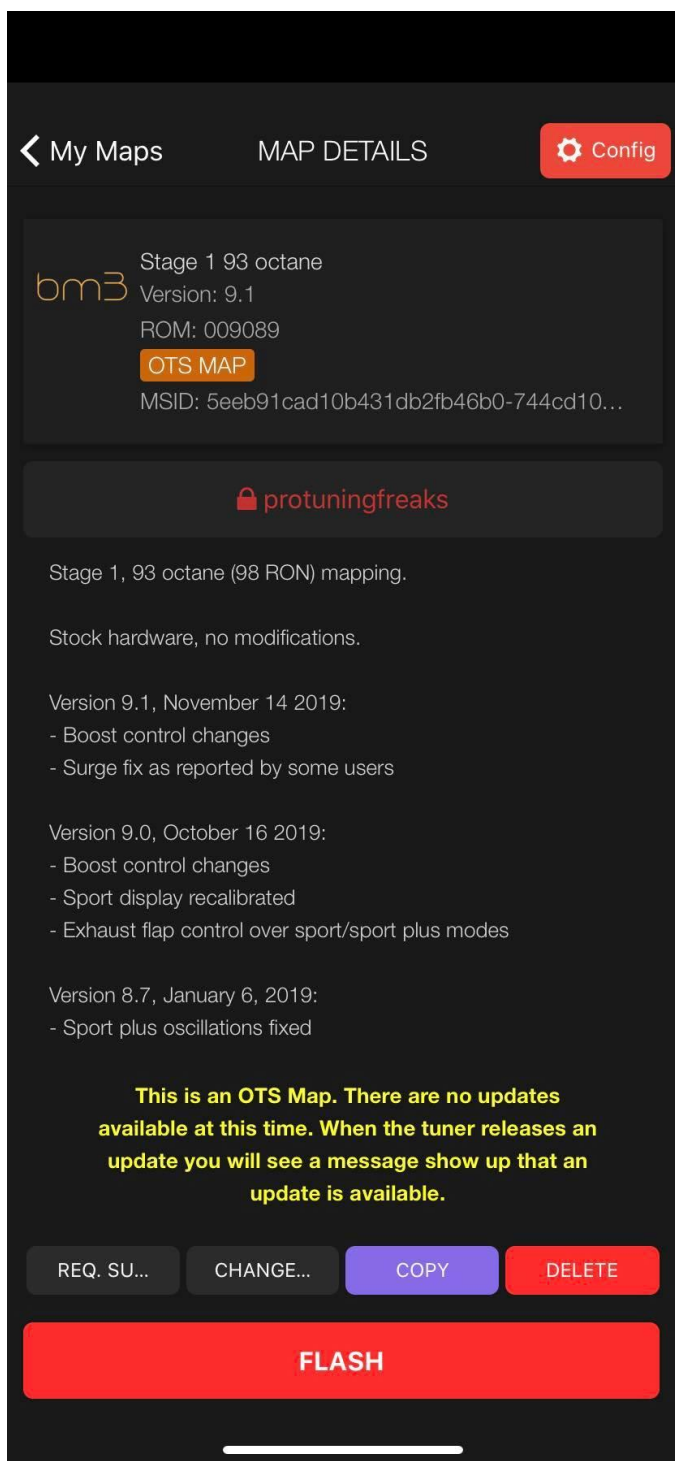 My Maps
MAP DETAILS
Config
bm3
Stage 1 93 octane
Version: 9.1
ROM: 009089
OTS MAP
MSID: 5eeb91cad10b431db2fb46b0-744cd10...
protuningfreaks
Stage 1, 93 octane (98 RON) mapping.
Stock hardware, no modifications.
Version 9.1, November 14 2019:
- Boost control changes
- Surge fix as reported by some users
Version 9.0, October 16 2019:
- Boost control changes
- Sport display recalibrated
- Exhaust flap control over sport/sport plus modes
Version 8.7, January 6, 2019:
- Sport plus oscillations fixed
This is an OTS Map. There are no updates
available at this time. When the tuner releases an
update you will see a message show up that an
update is available.
REQ. SU...
CHANGE...
COPY
DELETE
FLASH